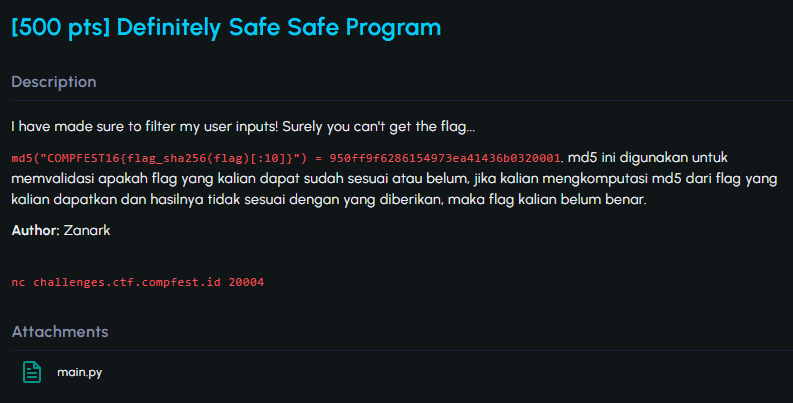 [500 pts] Definitely Safe Safe Program
Description
I have made sure to filter my user inputs! Surely you can't get the flag...
md5("COMPFEST16{flag_sha256(flag)[:10]}") = 950ff9f6286154973ea41436b0320001. md5 ini digunakan untuk
memvalidasi apakah flag yang kalian dapat sudah sesuai atau belum, jika kalian mengkomputasi md5 dari flag yang
kalian dapatkan dan hasilnya tidak sesuai dengan yang diberikan, maka flag kalian belum benar.
Author: Zanark
nc challenges.ctf.compfest.id 20004
Attachments
main.py